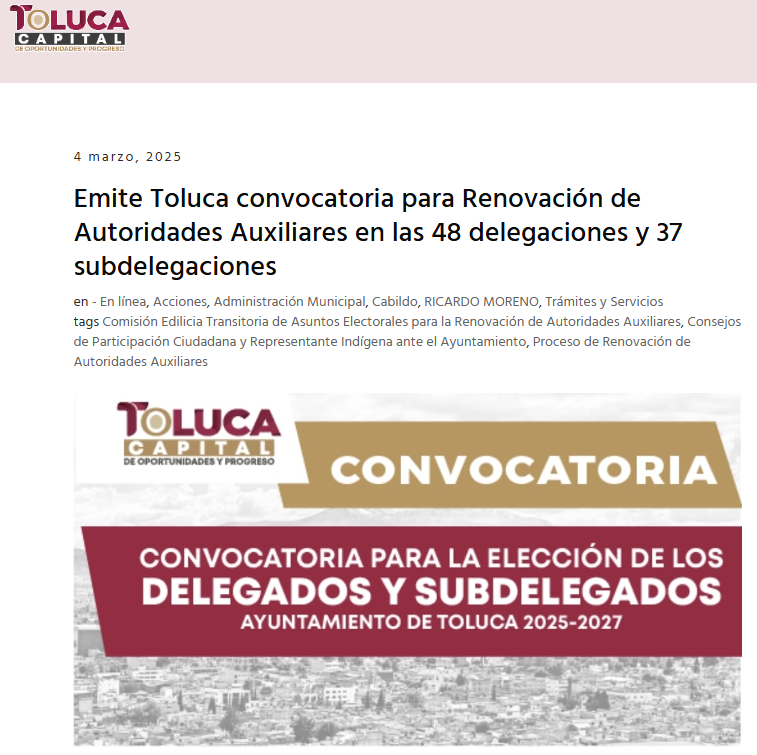 TOLUCA
CAPITAL
DE OPORTUNIDADES Y PROGRESO
4 marzo, 2025
Emite Toluca convocatoria para Renovación de
Autoridades Auxiliares en las 48 delegaciones y 37
subdelegaciones
en - En línea, Acciones, Administración Municipal, Cabildo, RICARDO MORENO, Trámites y Servicios
tags Comisión Edilicia Transitoria de Asuntos Electorales para la Renovación de Autoridades Auxiliares, Consejos
de Participación Ciudadana y Representante Indígena ante el Ayuntamiento, Proceso de Renovación de
Autoridades Auxiliares
TOLUCA
CAPITAL
DE OPORTUNIDADES Y PROGRESO
CONVOCATORIA
CONVOCATORIA PARA LA ELECCIÓN DE LOS
DELEGADOS Y SUBDELEGADOS
AYUNTAMIENTO DE TOLUCA 2025-2027